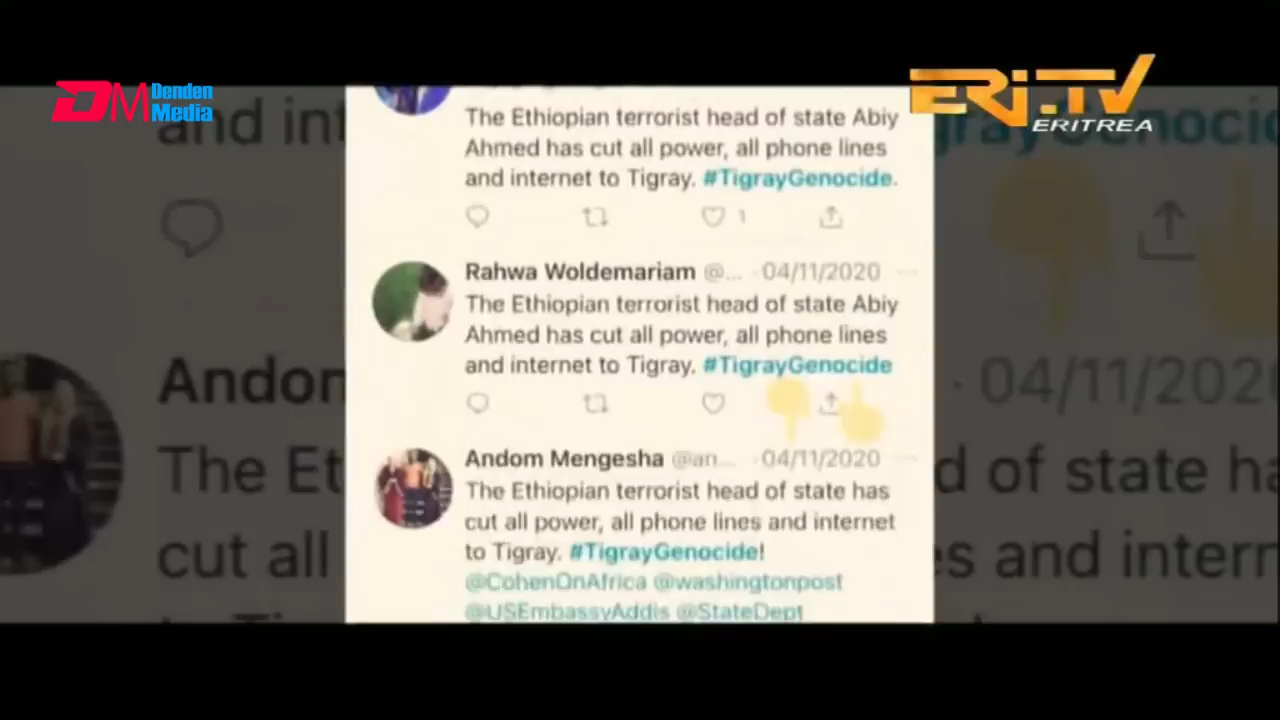 DM Denden Media
ERi.TV
ERITREA
The Ethiopian terrorist head of state Abiy
Ahmed has cut all power, all phone lines
and internet to Tigray. #TigrayGenocide.
1
Rahwa Woldemariam @... · 04/11/2020 ...
The Ethiopian terrorist head of state Abiy
Ahmed has cut all power, all phone lines
and internet to Tigray. #TigrayGenocide
Andom Mengesha @an... · 04/11/2020 ...
The Ethiopian terrorist head of state has
cut all power, all phone lines and internet
to Tigray. #TigrayGenocide!
@CohenOnAfrica @washingtonpost
@USEmbassyAddis @StateDept